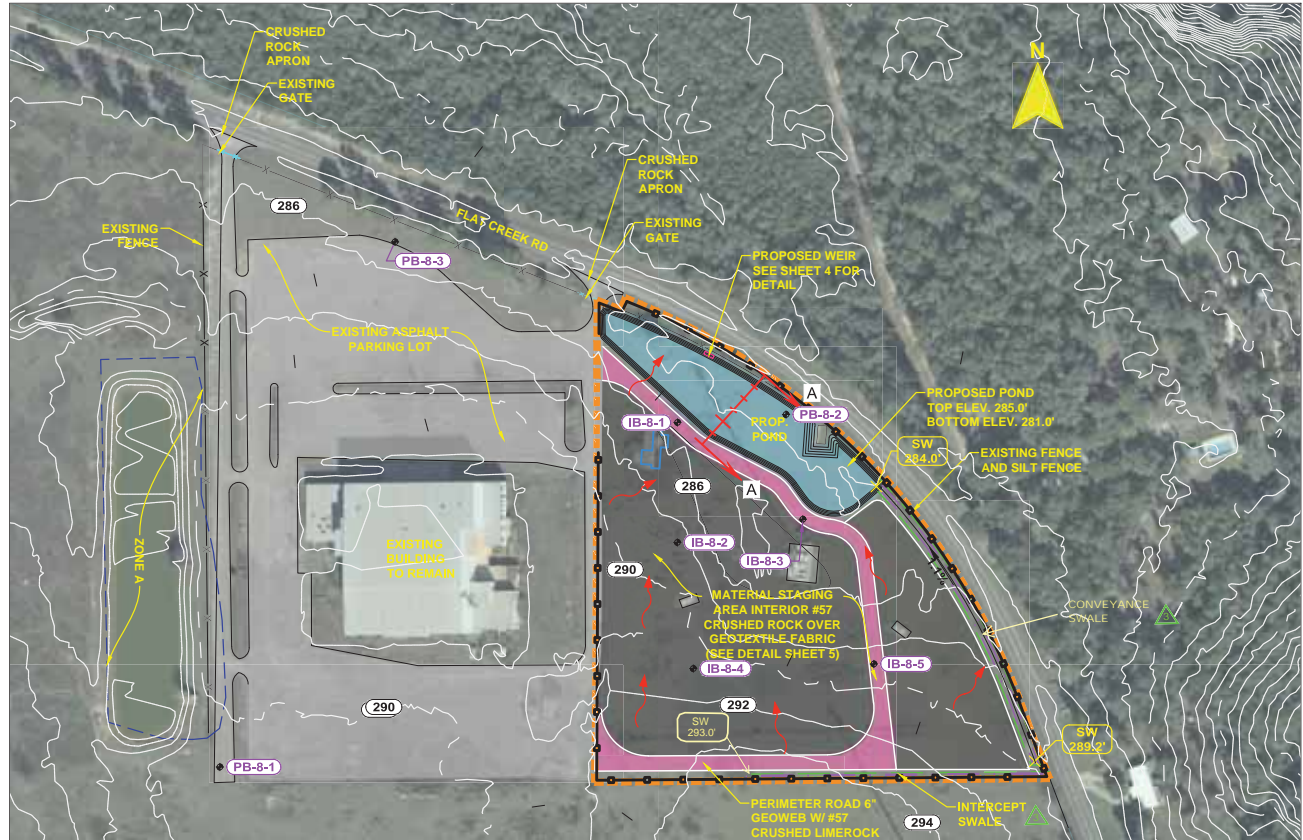 CRUSHED
ROCK
APRON
EXISTING
GATE
N
CRUSHED
ROCK
APRON
286
FLAT CREEK RD
EXISTING
GATE
EXISTING
FENCE
PB-8-3
PROPOSED WEIR
SEE SHEET 4 FOR
DETAIL
EXISTING ASPHALT
PARKING LOT
A
PROPOSED POND
TOP ELEV. 285.0'
BOTTOM ELEV. 281.0'
IB-8-1
PB-8-2
PROP.
POND
SW
284.0'
EXISTING FENCE
AND SILT FENCE
286
A
ZONE A
EXISTING
BUILDING
TO REMAIN
IB-8-2
IB-8-3
290
MATERIAL STAGING
AREA INTERIOR #57
CRUSHED ROCK OVER
GEOTEXTILE FABRIC
(SEE DETAIL SHEET 5)
CONVEYANCE
SWALE
3
IB-8-4
IB-8-5
290
292
SW
293.0'
SW
289.2'
PB-8-1
PERIMETER ROAD 6"
GEOWEB W/ #57
CRUSHED LIMEROCK
294
INTERCEPT
SWALE